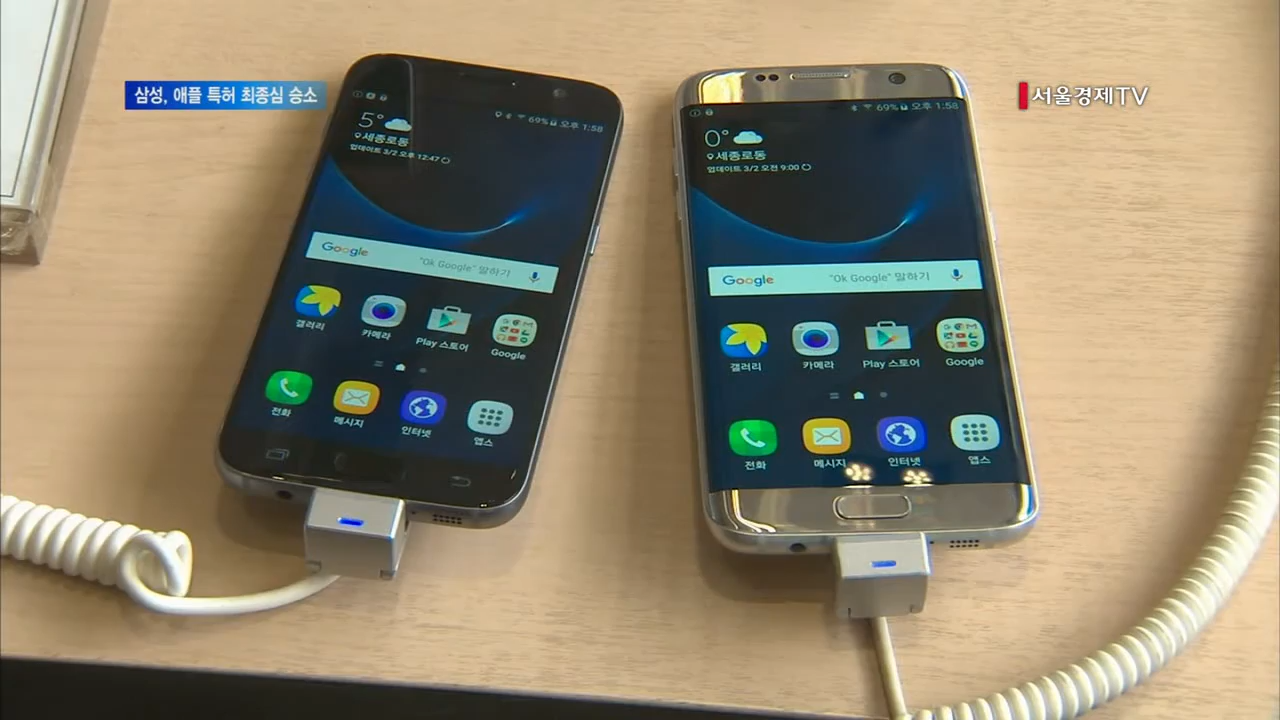 삼성, 애플 특허 최종심 승소
서울경제TV
69% 오후 1:58
5°
세종로동
업데이트 3/2 오후 12:47
Google "Ok Google" 말하기
갤러리 카메라 Play 스토어 Google
전화 메시지 인터넷 앱스
69% 오후 1:58
0°
세종로동
업데이트 3/2 오전 9:00
Google "Ok Google" 말하기
갤러리 카메라 Play 스토어 Google
전화 메시지 인터넷 앱스